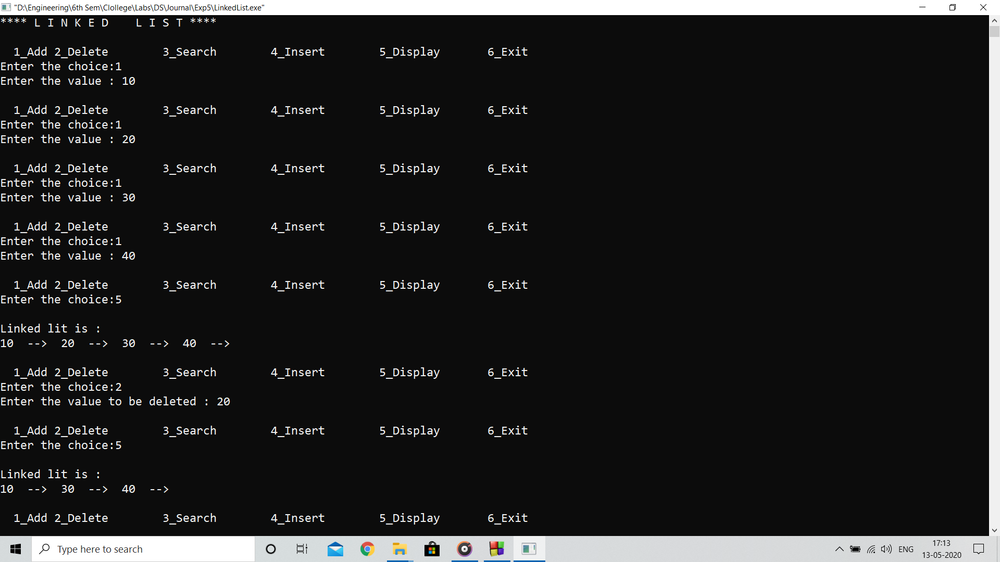 "D:\Engineering\6th Sem\Clollege\Labs\DS\Journal\Exp5\LinkedList.exe"
**** L I N K E D    L I S T ****
1_Add 2_Delete        3_Search        4_Insert        5_Display       6_Exit
Enter the choice:1
Enter the value : 10
1_Add 2_Delete        3_Search        4_Insert        5_Display       6_Exit
Enter the choice:1
Enter the value : 20
1_Add 2_Delete        3_Search        4_Insert        5_Display       6_Exit
Enter the choice:1
Enter the value : 30
1_Add 2_Delete        3_Search        4_Insert        5_Display       6_Exit
Enter the choice:1
Enter the value : 40
1_Add 2_Delete        3_Search        4_Insert        5_Display       6_Exit
Enter the choice:5
Linked lit is :
10  -->  20  -->  30  -->  40  -->
1_Add 2_Delete        3_Search        4_Insert        5_Display       6_Exit
Enter the choice:2
Enter the value to be deleted : 20
1_Add 2_Delete        3_Search        4_Insert        5_Display       6_Exit
Enter the choice:5
Linked lit is :
10  -->  30  -->  40  -->
1_Add 2_Delete        3_Search        4_Insert        5_Display       6_Exit
Type here to search
ENG
17:13
13-05-2020